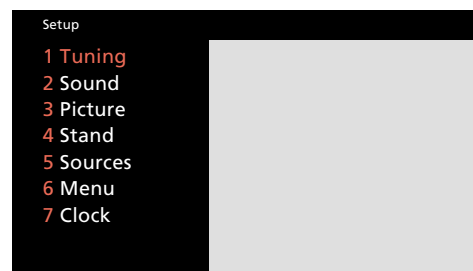 Setup
1 Tuning
2 Sound
3 Picture
4 Stand
5 Sources
6 Menu
7 Clock